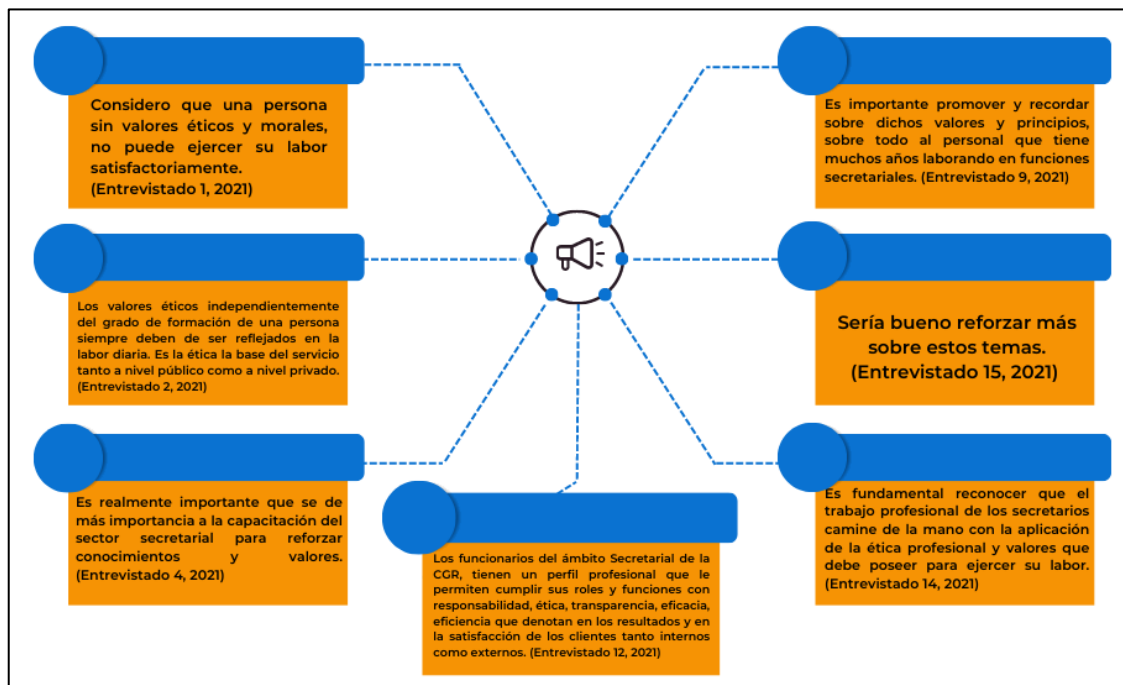 Considero que una persona
sin valores éticos y morales,
no puede ejercer su labor
satisfactoriamente.
(Entrevistado 1, 2021)
Los valores éticos independientemente
del grado de formación de una persona
siempre deben de ser reflejados en la
labor diaria. Es la ética la base del servicio
tanto a nivel público como a nivel privado.
(Entrevistado 2, 2021)
Es realmente importante que se de
más importancia a la capacitación del
sector secretarial para reforzar
conocimientos y valores.
(Entrevistado 4, 2021)
Los funcionarios del ámbito Secretarial de la
CGR, tienen un perfil profesional que le
permiten cumplir sus roles y funciones con
responsabilidad, ética, transparencia, eficacia,
eficiencia que denotan en los resultados y en
la satisfacción de los clientes tanto internos
como externos. (Entrevistado 12, 2021)
Es importante promover y recordar
sobre dichos valores y principios,
sobre todo al personal que tiene
muchos años laborando en funciones
secretariales. (Entrevistado 9, 2021)
Sería bueno reforzar más
sobre estos temas.
(Entrevistado 15, 2021)
Es fundamental reconocer que el
trabajo profesional de los secretarios
camine de la mano con la aplicación
de la ética profesional y valores que
debe poseer para ejercer su labor.
(Entrevistado 14, 2021)